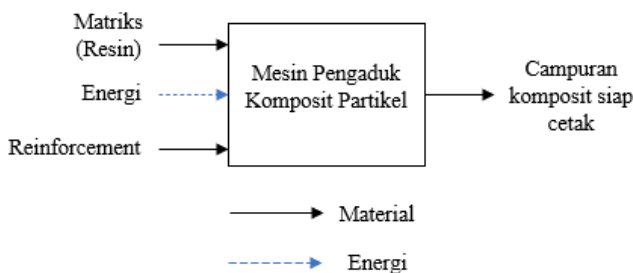 Matriks
(Resin)
Energi
Reinforcement
Mesin Pengaduk
Komposit Partikel
Campuran
komposit siap
cetak
Material
Energi